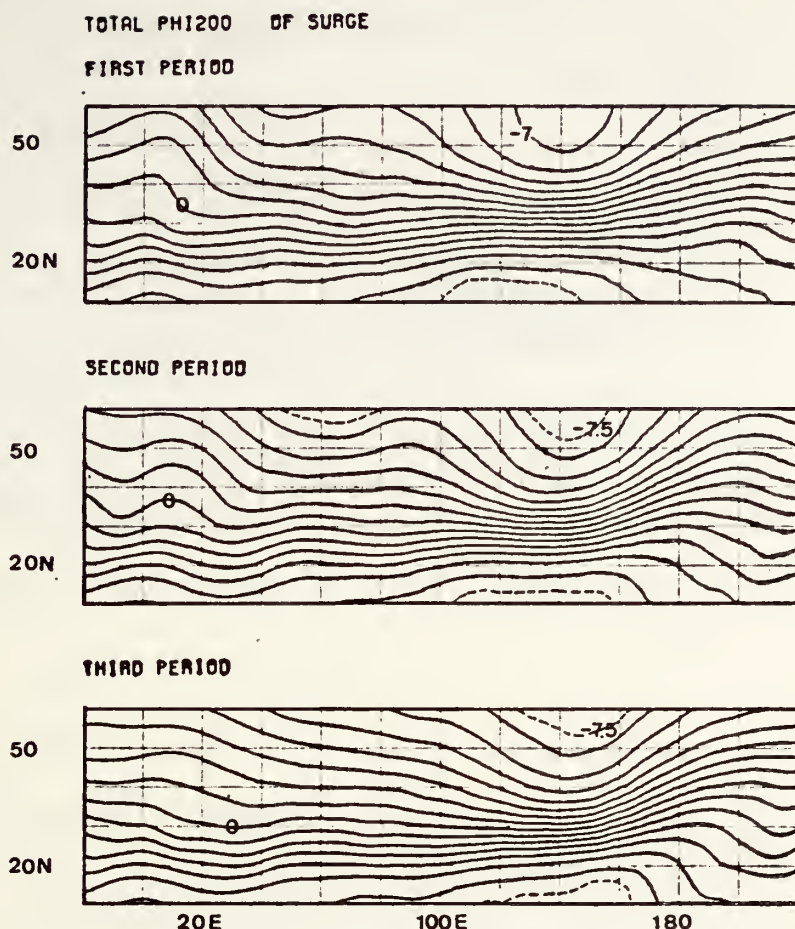 TOTAL PHI200 OF SURGE
FIRST PERIOD
50
-7
0
20N
SECOND PERIOD
50
-7.5
0
20N
THIRD PERIOD
50
-7.5
0
20N
20E 100E 180